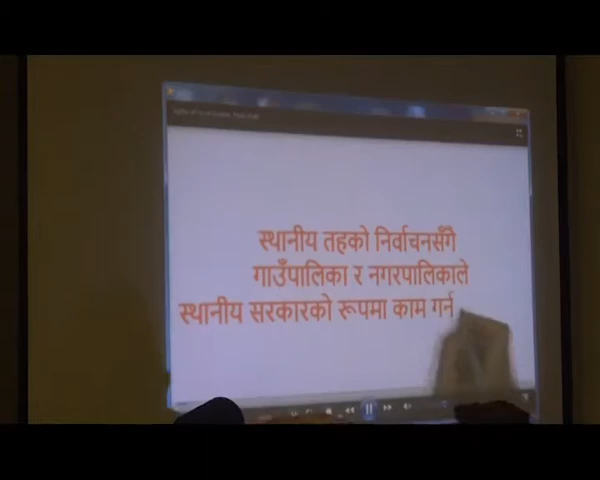 स्थानीय तहको निर्वाचनसँगै
गाउँपालिका र नगरपालिकाले
स्थानीय सरकारको रूपमा काम गर्न